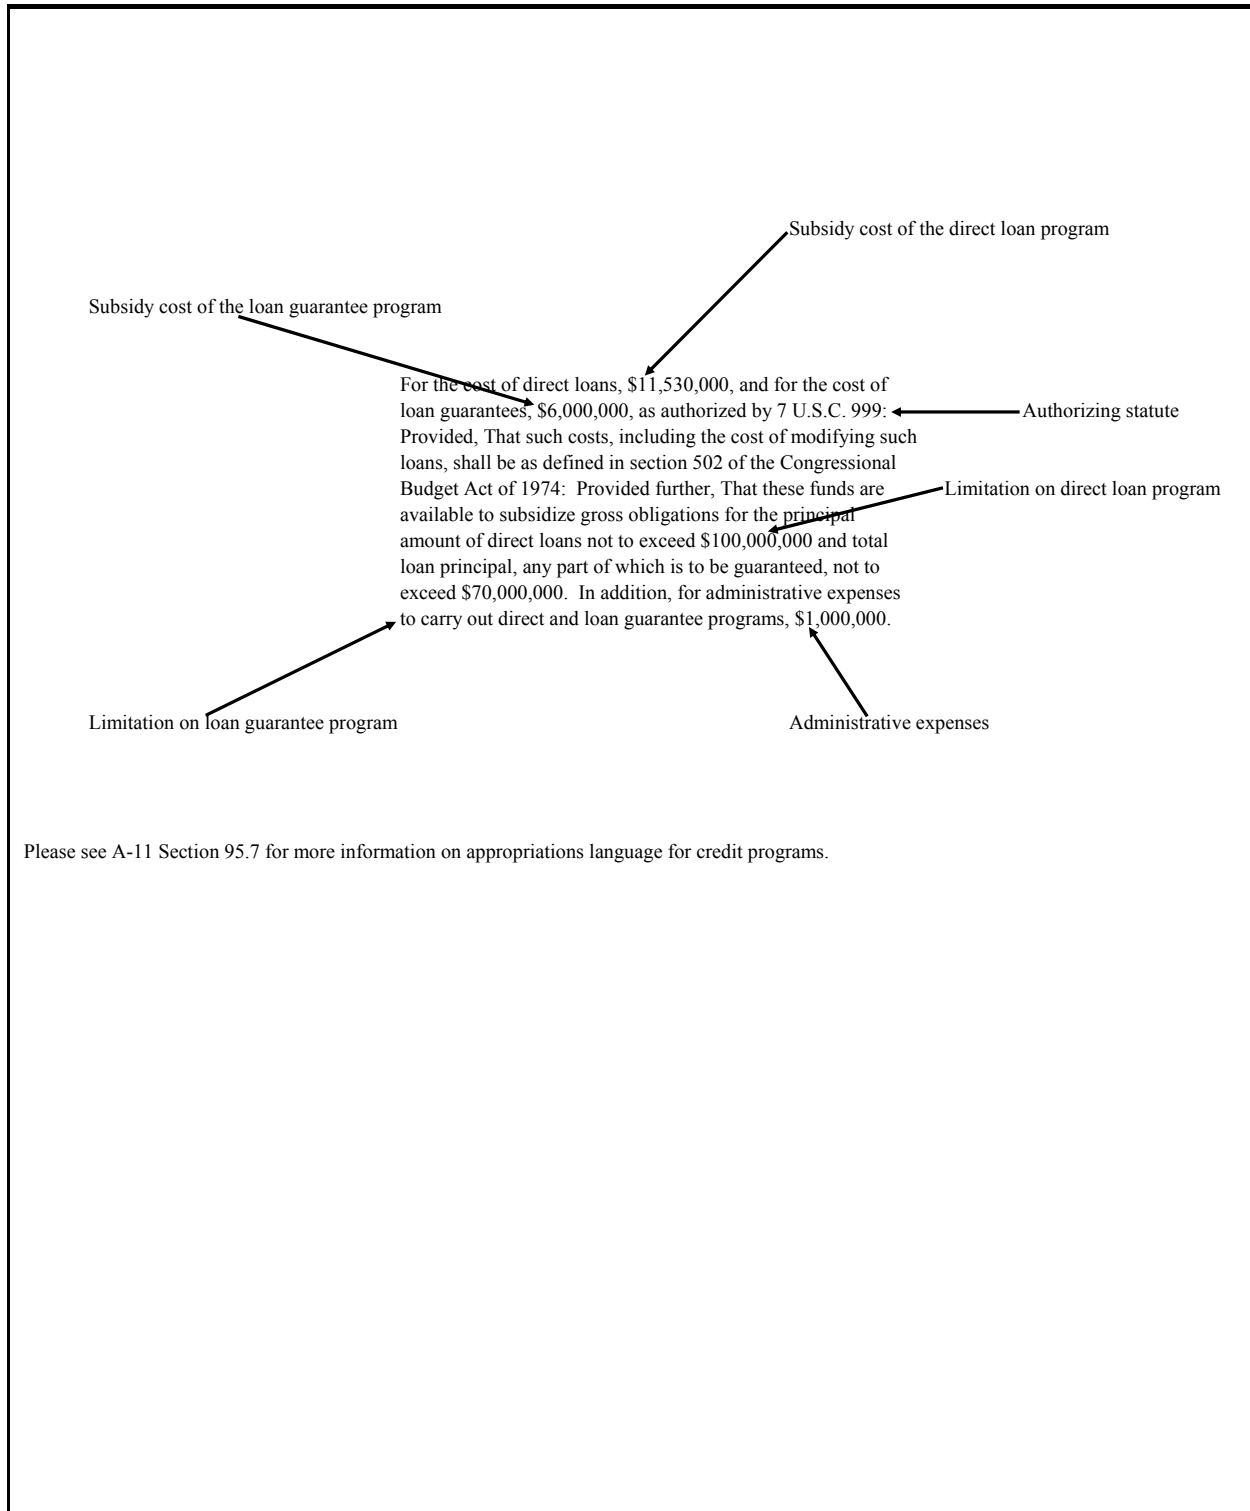 Subsidy cost of the direct loan program
Subsidy cost of the loan guarantee program
For the cost of direct loans, $11,530,000, and for the cost of
loan guarantees, $6,000,000, as authorized by 7 U.S.C. 999:
Authorizing statute
Provided, That such costs, including the cost of modifying such
loans, shall be as defined in section 502 of the Congressional
Budget Act of 1974:  Provided further, That these funds are
Limitation on direct loan program
available to subsidize gross obligations for the principal
amount of direct loans not to exceed $100,000,000 and total
loan principal, any part of which is to be guaranteed, not to
exceed $70,000,000.  In addition, for administrative expenses
to carry out direct and loan guarantee programs, $1,000,000.
Limitation on loan guarantee program
Administrative expenses
Please see A-11 Section 95.7 for more information on appropriations language for credit programs.